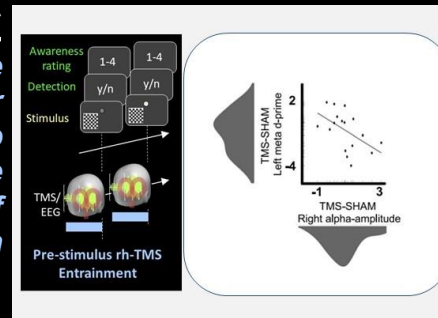 Awareness
rating
1-4
1-4
Detection
y/n
y/n
Stimulus
TMS/
EEG
Pre-stimulus rh-TMS
Entrainment
TMS-SHAM
Left meta d-prime
2
-4
-1
3
TMS-SHAM
Right alpha-amplitude